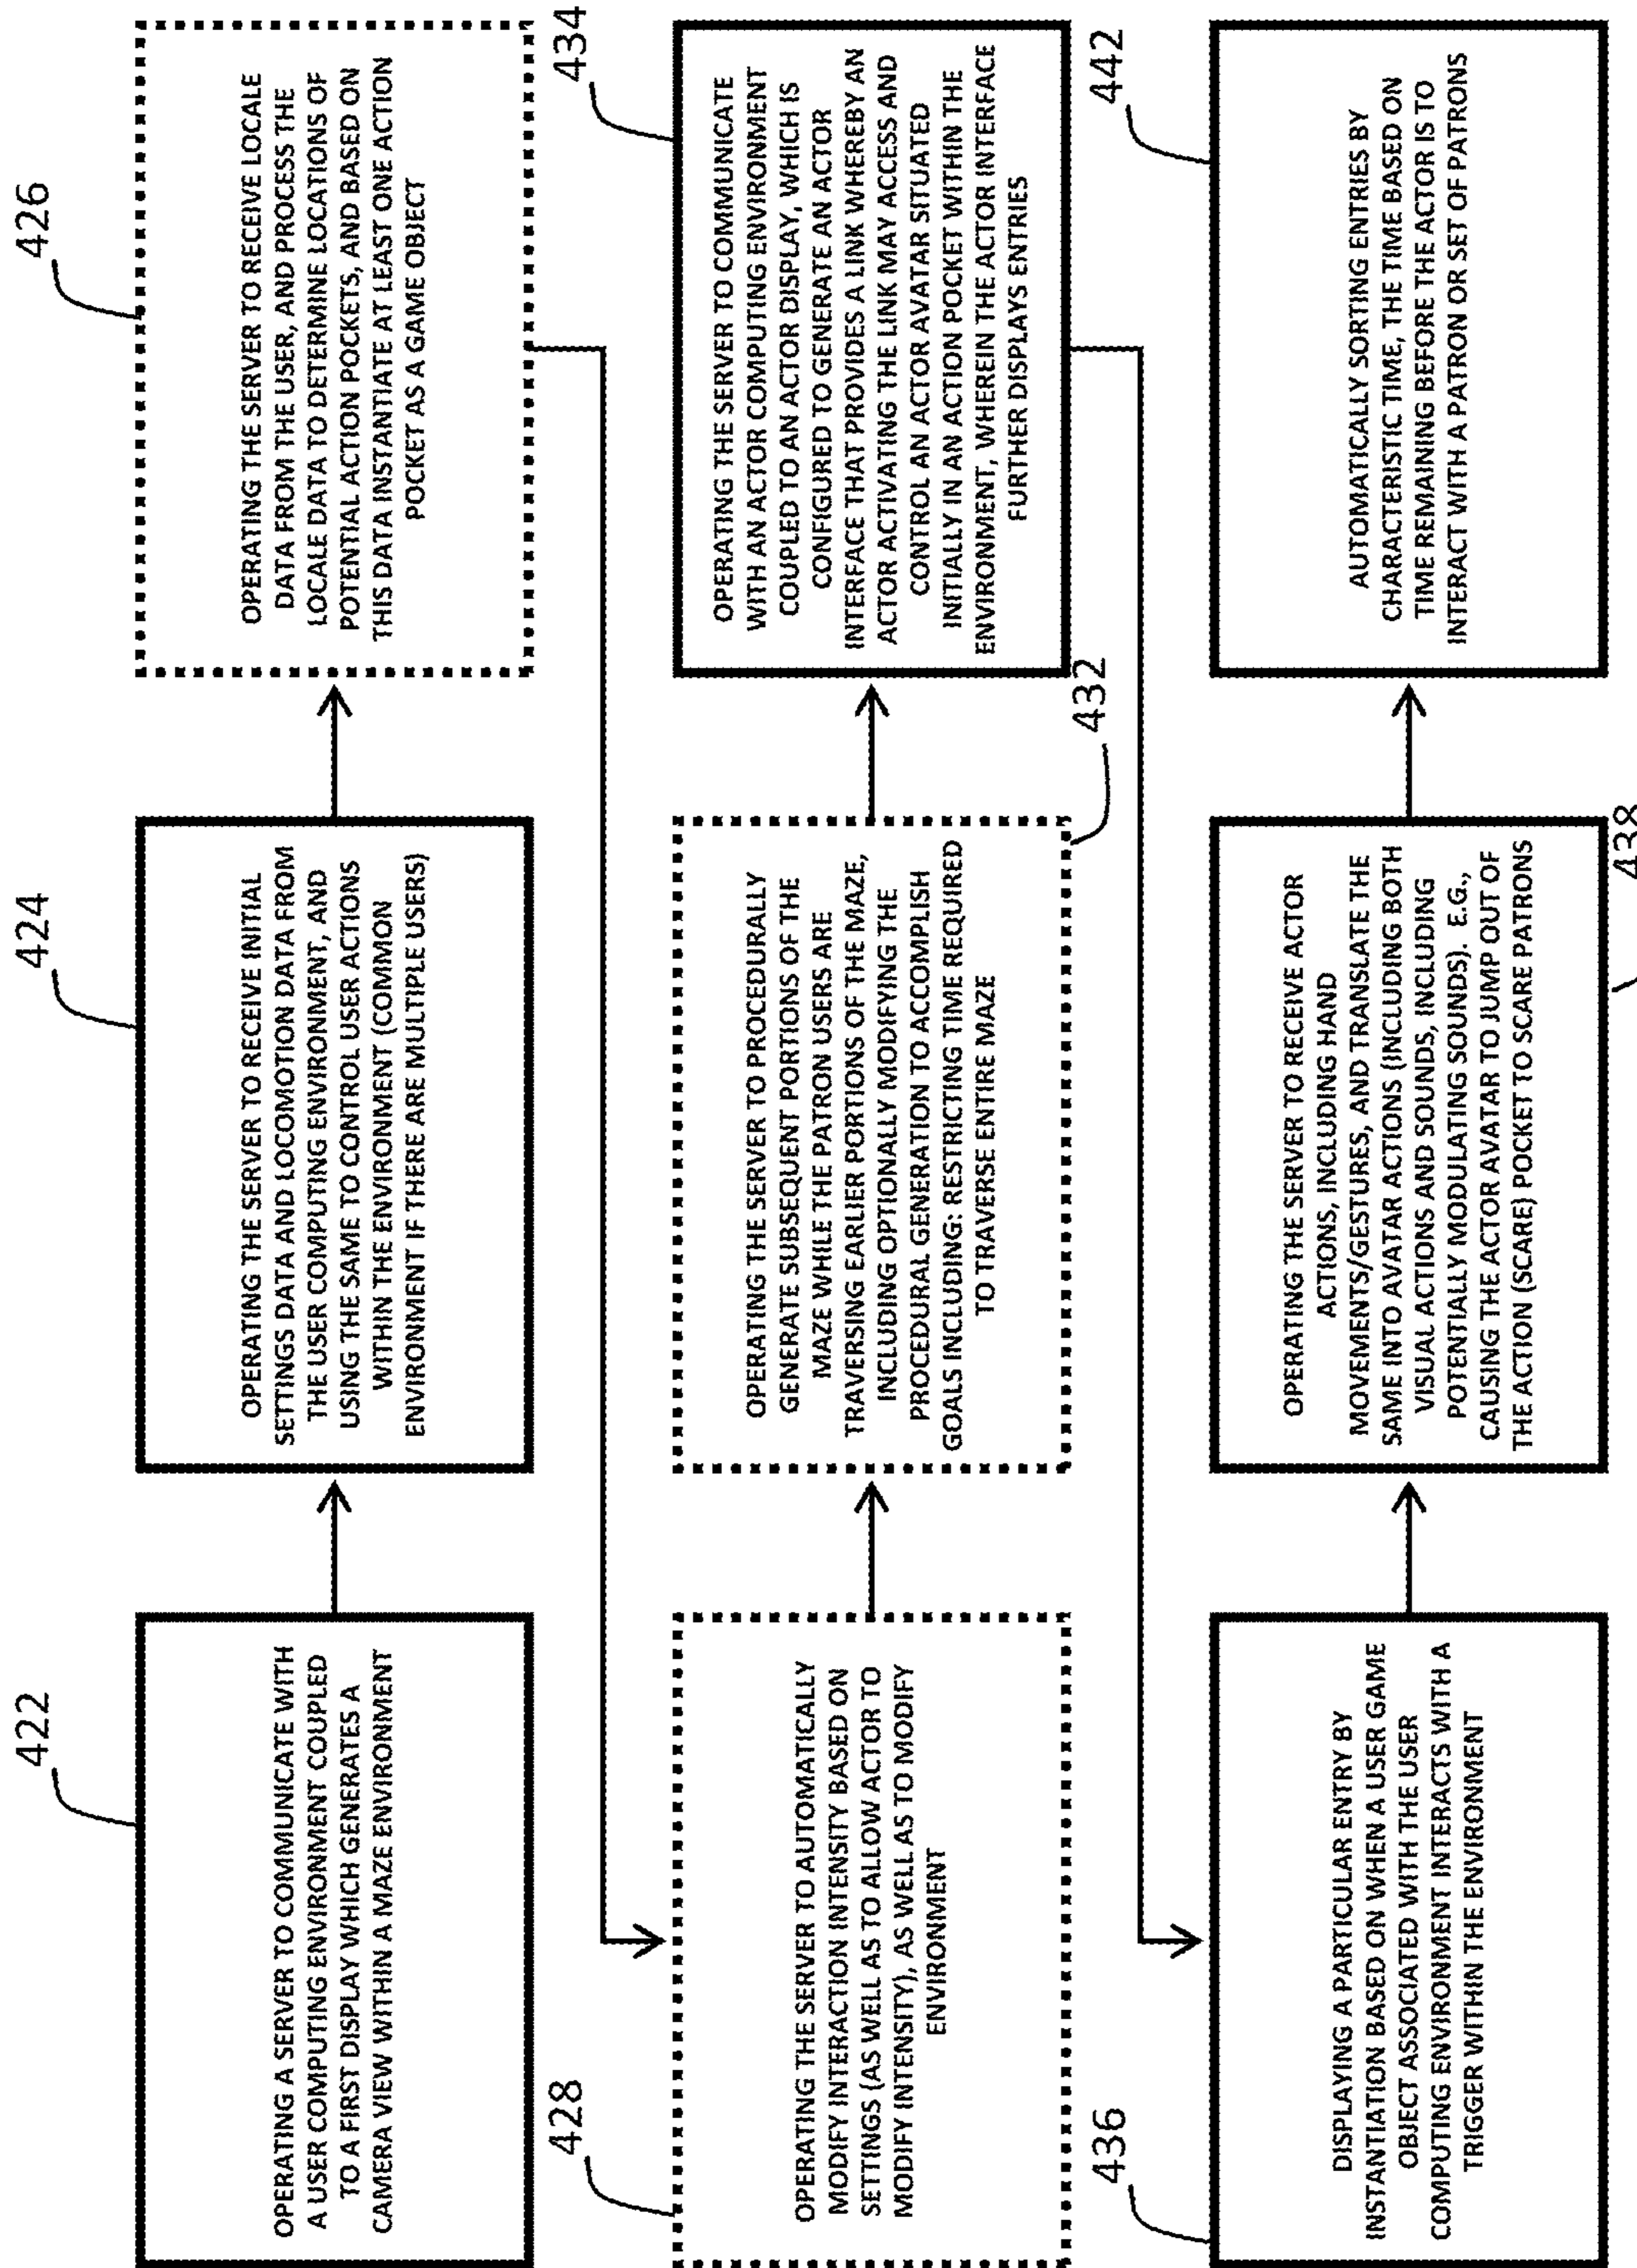 422
OPERATING A SERVER TO COMMUNICATE WITH
A USER COMPUTING ENVIRONMENT COUPLED
TO A FIRST DISPLAY WHICH GENERATES A
CAMERA VIEW WITHIN A MAZE ENVIRONMENT
424
OPERATING THE SERVER TO RECEIVE INITIAL
SETTINGS DATA AND LOCOMOTION DATA FROM
THE USER COMPUTING ENVIRONMENT, AND
USING THE SAME TO CONTROL USER ACTIONS
WITHIN THE ENVIRONMENT (COMMON
ENVIRONMENT IF THERE ARE MULTIPLE USERS)
426
OPERATING THE SERVER TO RECEIVE LOCALE
DATA FROM THE USER, AND PROCESS THE
LOCALE DATA TO DETERMINE LOCATIONS OF
POTENTIAL ACTION POCKETS, AND BASED ON
THIS DATA INSTANTIATE AT LEAST ONE ACTION
POCKET AS A GAME OBJECT
428
OPERATING THE SERVER TO AUTOMATICALLY
MODIFY INTERACTION INTENSITY BASED ON
SETTINGS (AS WELL AS TO ALLOW ACTOR TO
MODIFY INTENSITY), AS WELL AS TO MODIFY
ENVIRONMENT
OPERATING THE SERVER TO PROCEDURALLY
GENERATE SUBSEQUENT PORTIONS OF THE
MAZE WHILE THE PATRON USERS ARE
TRAVERSING EARLIER PORTIONS OF THE MAZE,
INCLUDING OPTIONALLY MODIFYING THE
PROCEDURAL GENERATION TO ACCOMPLISH
GOALS INCLUDING: RESTRICTING TIME REQUIRED
TO TRAVERSE ENTIRE MAZE
432
434
OPERATING THE SERVER TO COMMUNICATE
WITH AN ACTOR COMPUTING ENVIRONMENT
COUPLED TO AN ACTOR DISPLAY, WHICH IS
CONFIGURED TO GENERATE AN ACTOR
INTERFACE THAT PROVIDES A LINK WHEREBY AN
ACTOR ACTIVATING THE LINK MAY ACCESS AND
CONTROL AN ACTOR AVATAR SITUATED
INITIALLY IN AN ACTION POCKET WITHIN THE
ENVIRONMENT, WHEREIN THE ACTOR INTERFACE
FURTHER DISPLAYS ENTRIES
436
DISPLAYING A PARTICULAR ENTRY BY
INSTANTIATION BASED ON WHEN A USER GAME
OBJECT ASSOCIATED WITH THE USER
COMPUTING ENVIRONMENT INTERACTS WITH A
TRIGGER WITHIN THE ENVIRONMENT
OPERATING THE SERVER TO RECEIVE ACTOR
ACTIONS, INCLUDING HAND
MOVEMENTS/GESTURES, AND TRANSLATE THE
SAME INTO AVATAR ACTIONS (INCLUDING BOTH
VISUAL ACTIONS AND SOUNDS, INCLUDING
POTENTIALLY MODULATING SOUNDS). E.G.,
CAUSING THE ACTOR AVATAR TO JUMP OUT OF
THE ACTION (SCARE) POCKET TO SCARE PATRONS
438
442
AUTOMATICALLY SORTING ENTRIES BY
CHARACTERISTIC TIME, THE TIME BASED ON
TIME REMAINING BEFORE THE ACTOR IS TO
INTERACT WITH A PATRON OR SET OF PATRONS